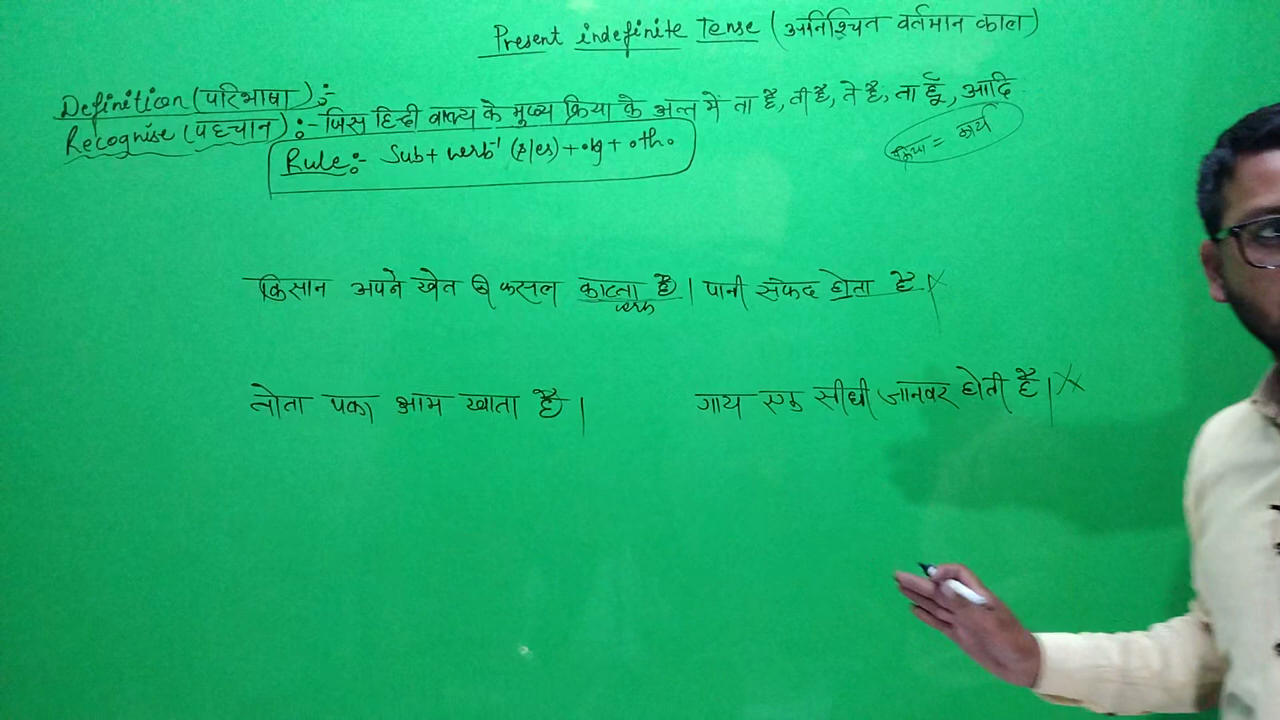 Present indefinite Tense (अनिश्चित वर्तमान काल)
Definition (परिभाषा) :-
Recognise (पहचान) :- जिस हिन्दी वाक्य के मुख्य क्रिया के अन्त में ता है, ती है, ते है, ता हूँ, आदि
क्रिया = कार्य
Rule:- Sub + verb¹ (s/es) + obj + oth.
किसान अपने खेत की फसल काटता है । पानी सफेद होता है । X
verb
तोता पका आम खाता है ।
गाय एक सीधी जानवर होती है । X